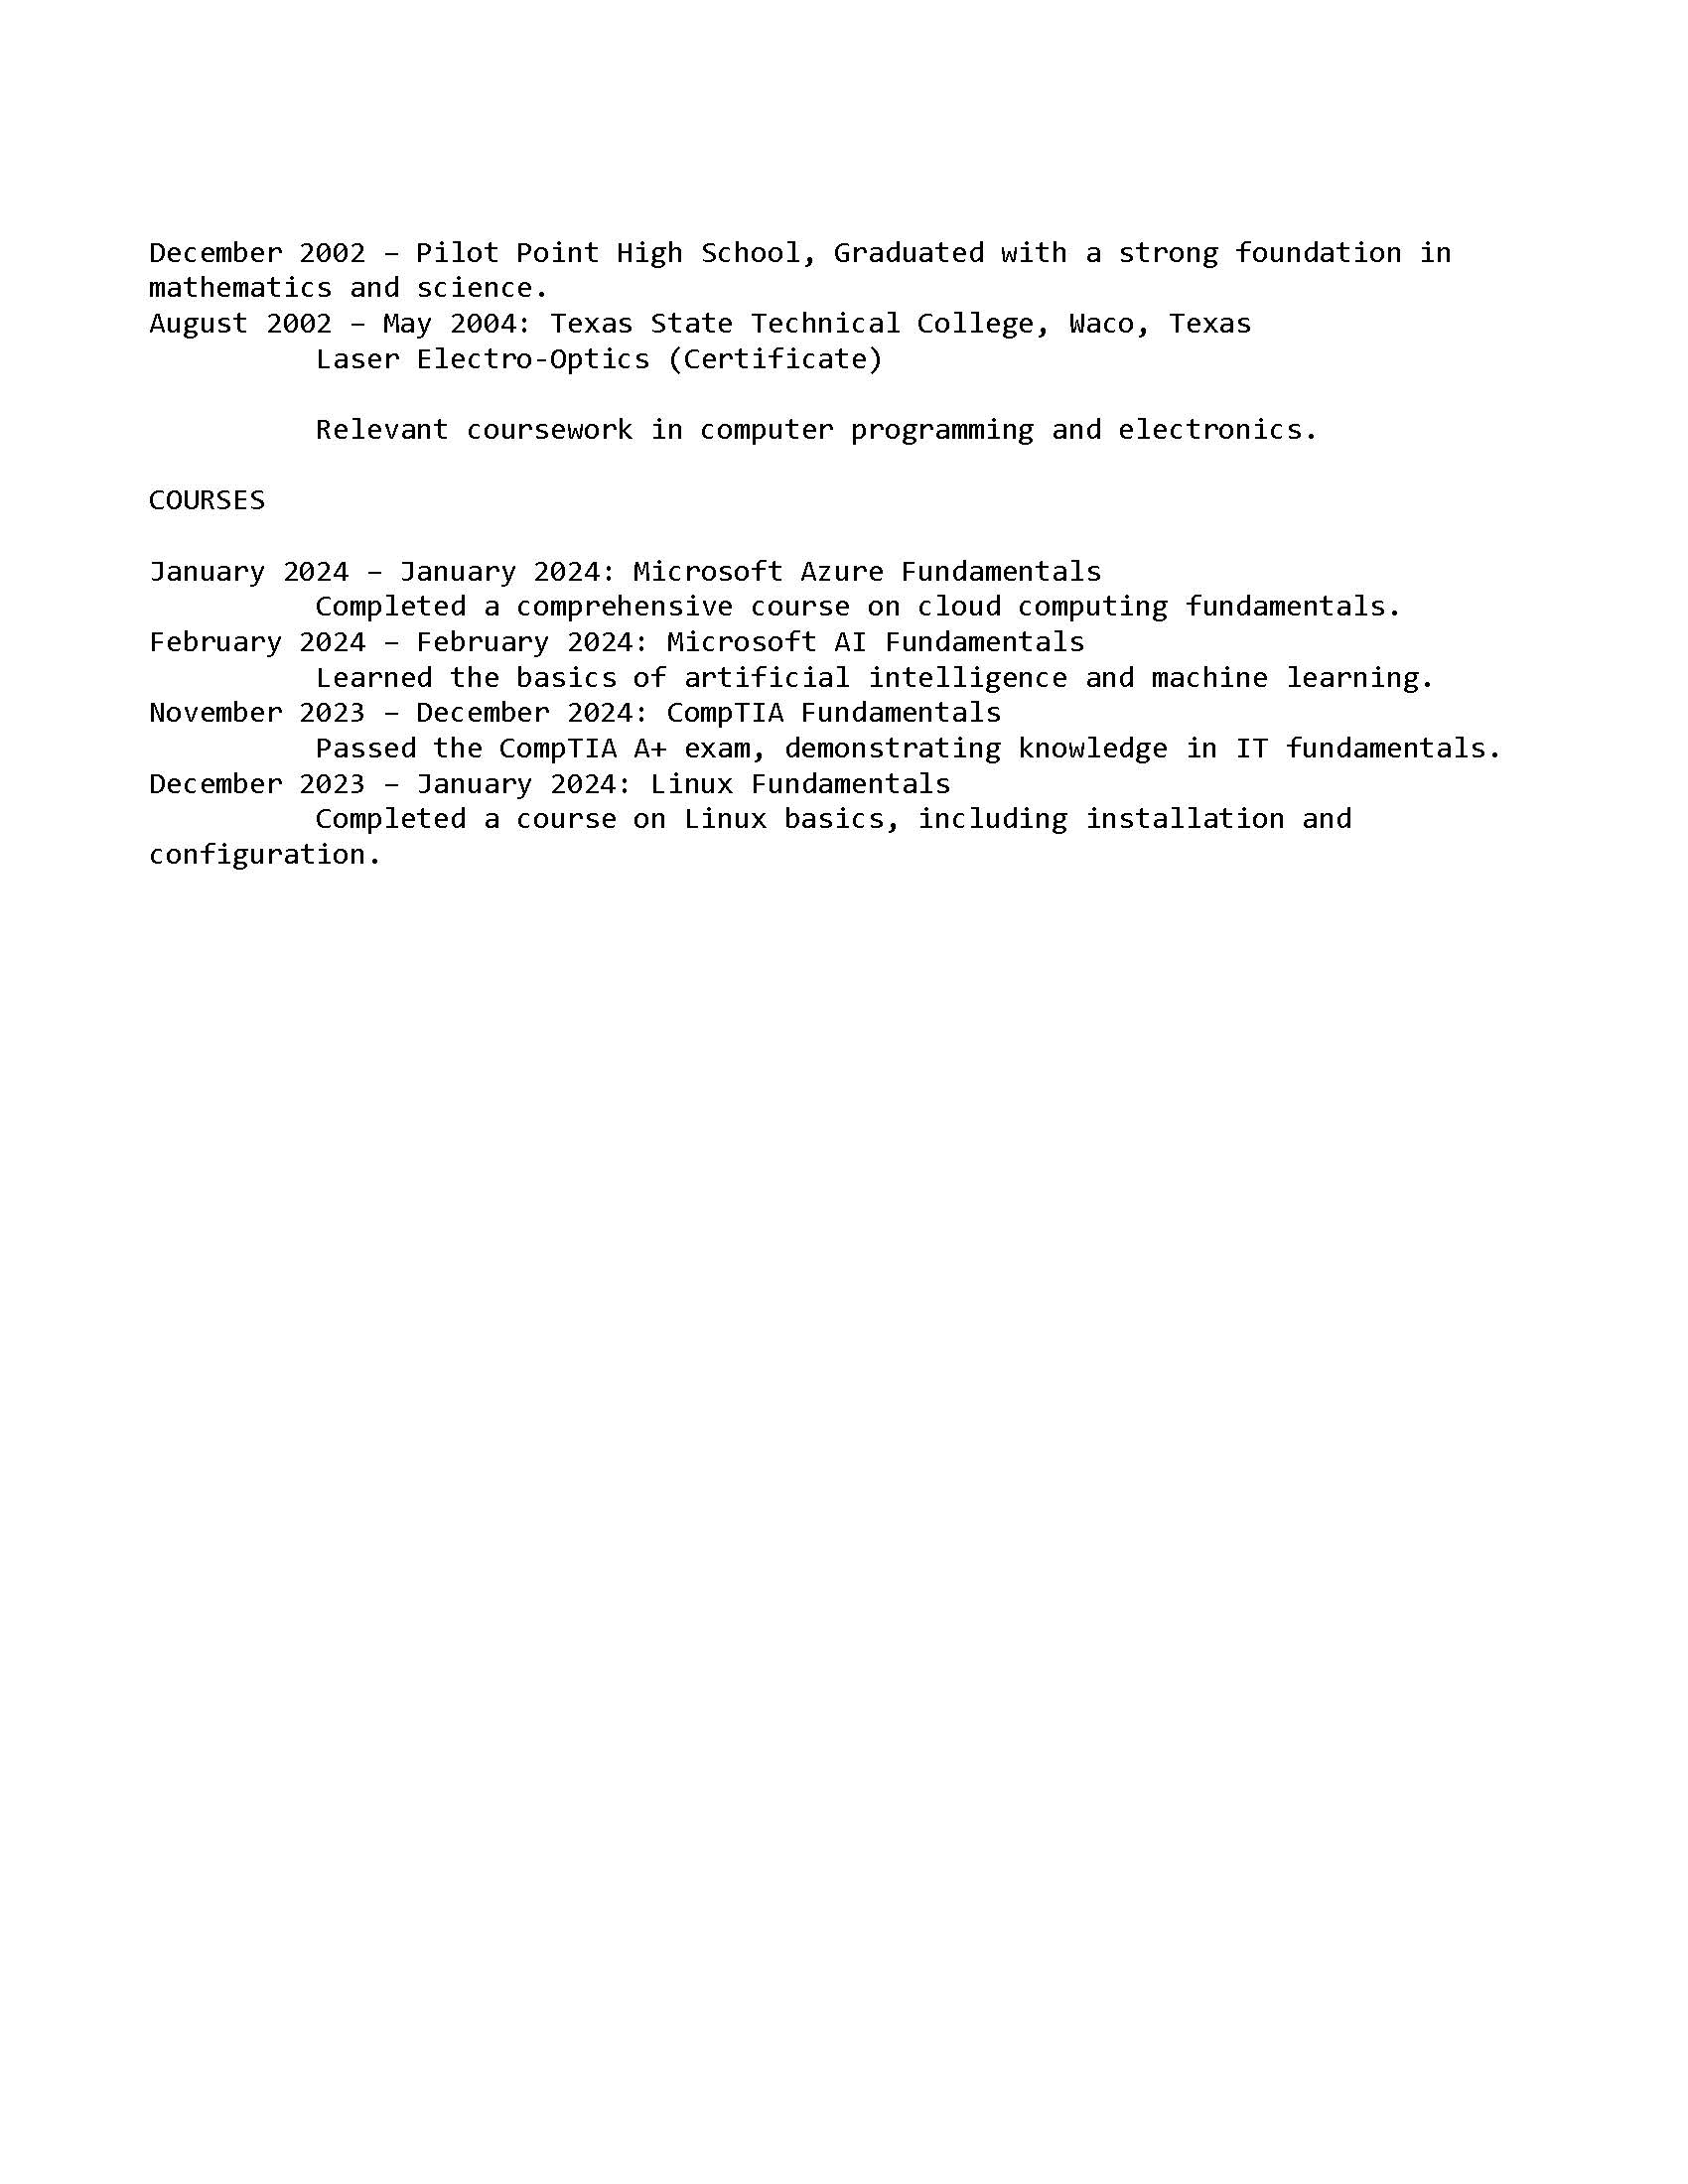 December 2002 – Pilot Point High School, Graduated with a strong foundation in
mathematics and science.
August 2002 – May 2004: Texas State Technical College, Waco, Texas
Laser Electro-Optics (Certificate)
Relevant coursework in computer programming and electronics.
COURSES
January 2024 – January 2024: Microsoft Azure Fundamentals
Completed a comprehensive course on cloud computing fundamentals.
February 2024 – February 2024: Microsoft AI Fundamentals
Learned the basics of artificial intelligence and machine learning.
November 2023 – December 2024: CompTIA Fundamentals
Passed the CompTIA A+ exam, demonstrating knowledge in IT fundamentals.
December 2023 – January 2024: Linux Fundamentals
Completed a course on Linux basics, including installation and
configuration.